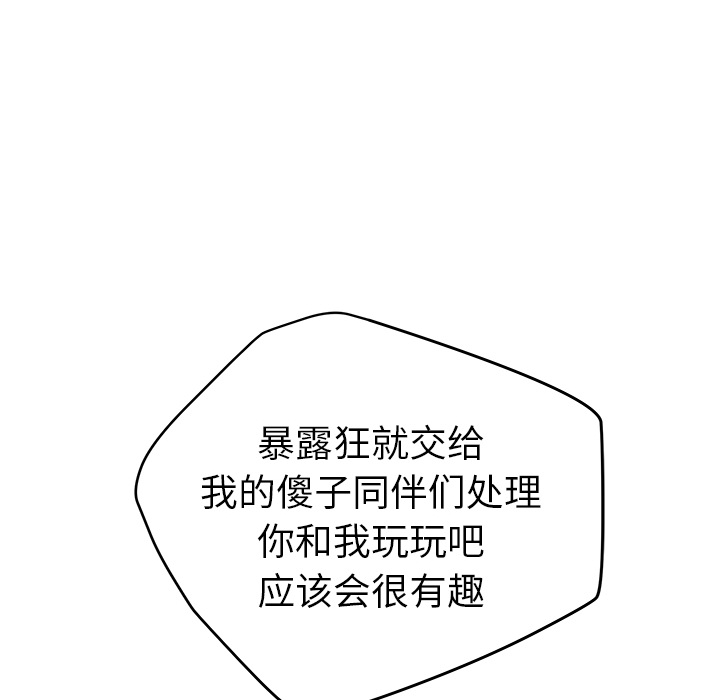 暴露狂就交给
我的傻子同伴们处理
你和我玩玩吧
应该会很有趣